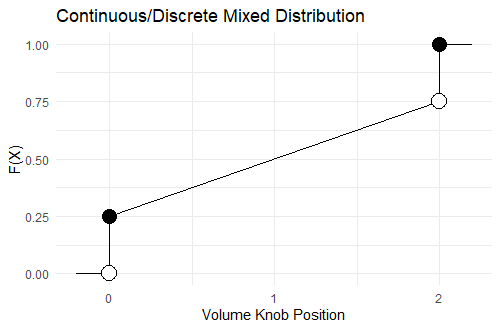 Continuous/Discrete Mixed Distribution
1.00
0.75
0.50
0.25
0.00
F(X)
0 2
Volume Knob Position